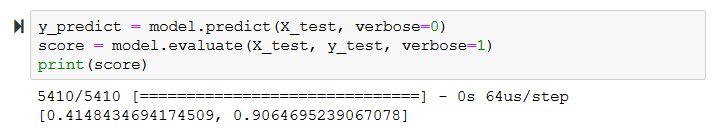 y_predict = model.predict(X_test, verbose=0)
score = model.evaluate(X_test, y_test, verbose=1)
print(score)
5410/5410 [==============================] - 0s 64us/step
[0.4148434694174509, 0.9064695239067078]